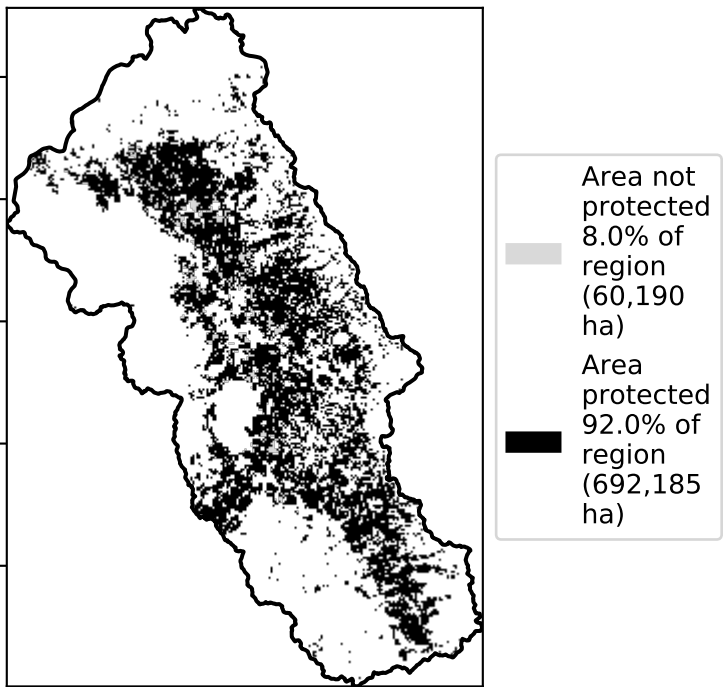 Area not
protected
8.0% of
region
(60,190
ha)
Area
protected
92.0% of
region
(692,185
ha)